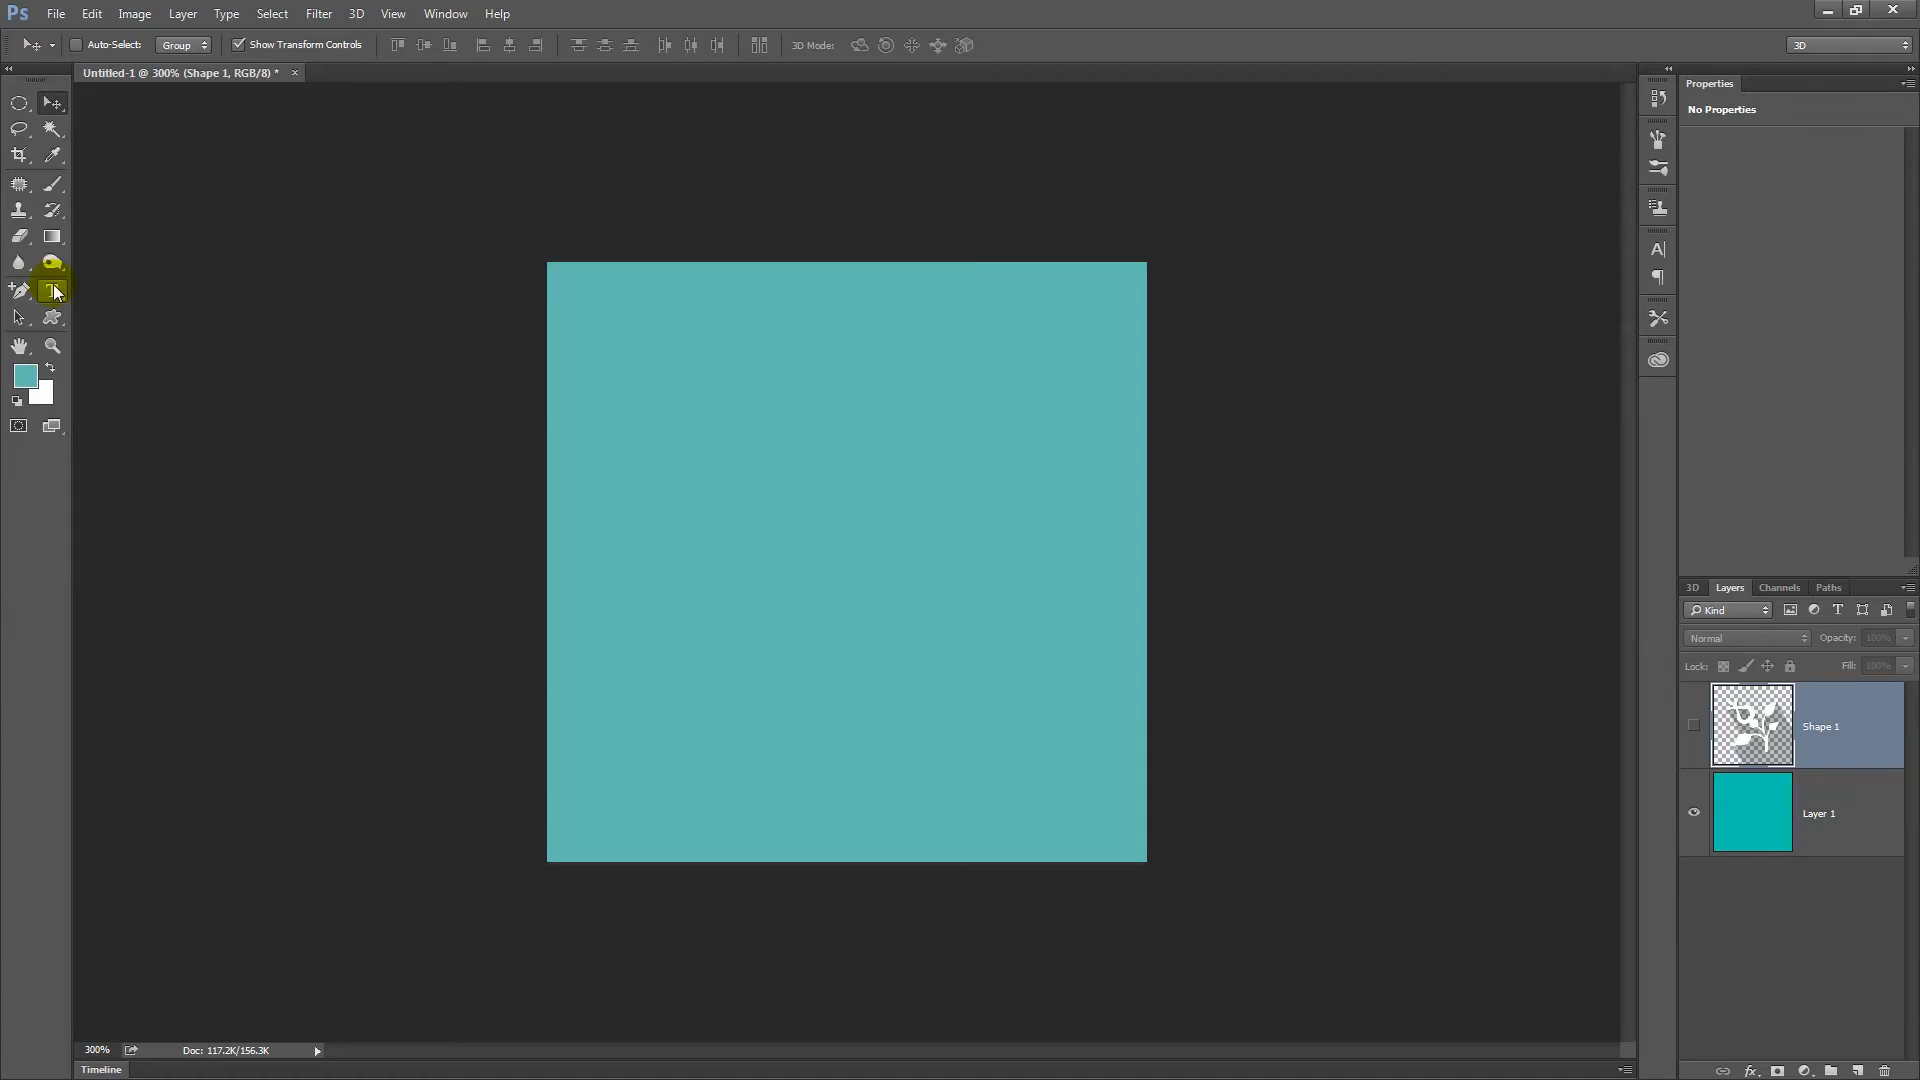 Ps File Edit Image Layer Type Select Filter 3D View Window Help
Auto-Select: Group Show Transform Controls 3D Mode: 3D
Untitled-1 @ 300% (Shape 1, RGB/8) *
Properties
No Properties
3D Layers Channels Paths
Kind
Normal Opacity: 100%
Lock: Fill: 100%
Shape 1
Layer 1
300% Doc: 117.2K/156.3K
Timeline